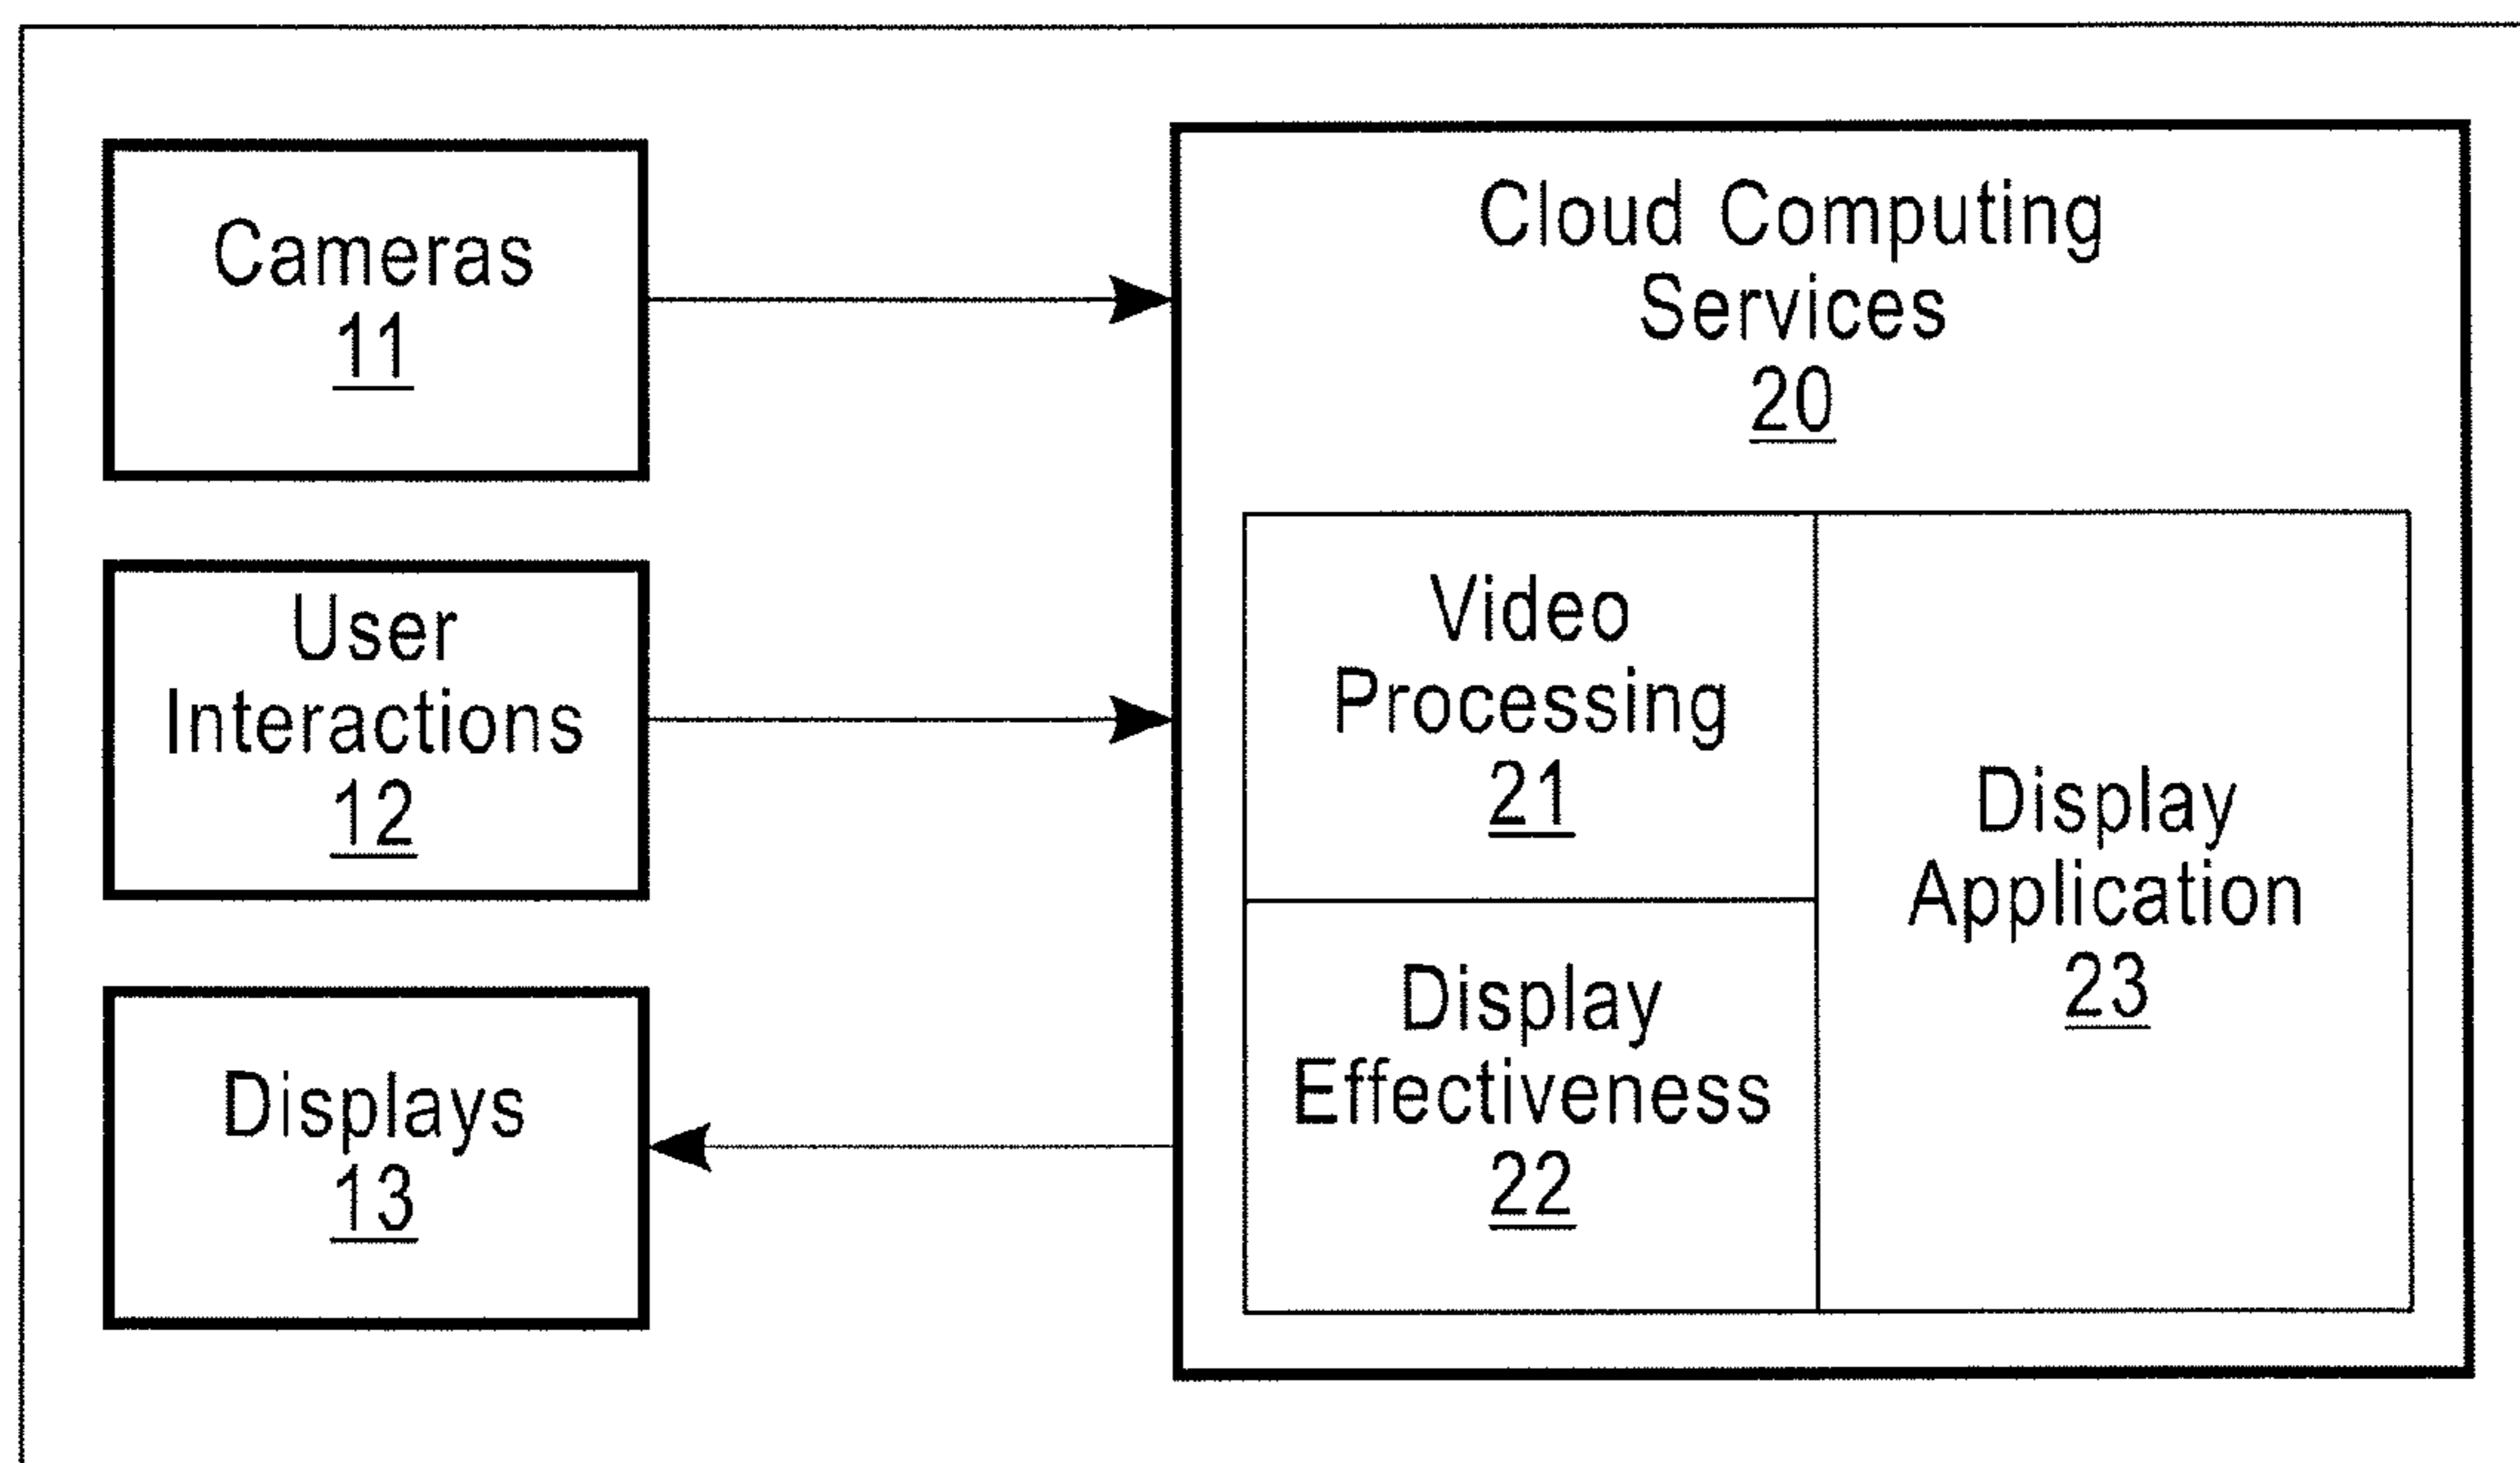 Cameras
11
User
Interactions
12
Displays
13
Cloud Computing
Services
20
Video
Processing
21
Display
Effectiveness
22
Display
Application
23